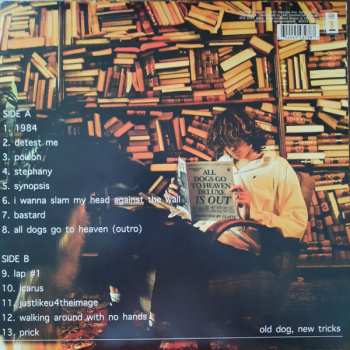 SIDE A
1. 1984
2. detest me
3. poison
4. stephany
5. synopsis
6. i wanna slam my head against the wall
7. bastard
8. all dogs go to heaven (outro)
SIDE B
9. lap #1
10. icarus
11. justlikeu4theimage
12. walking around with no hands
13. prick
ALL
DOGS GO
TO HEAVEN
DELUXE
IS OUT
old dog, new tricks